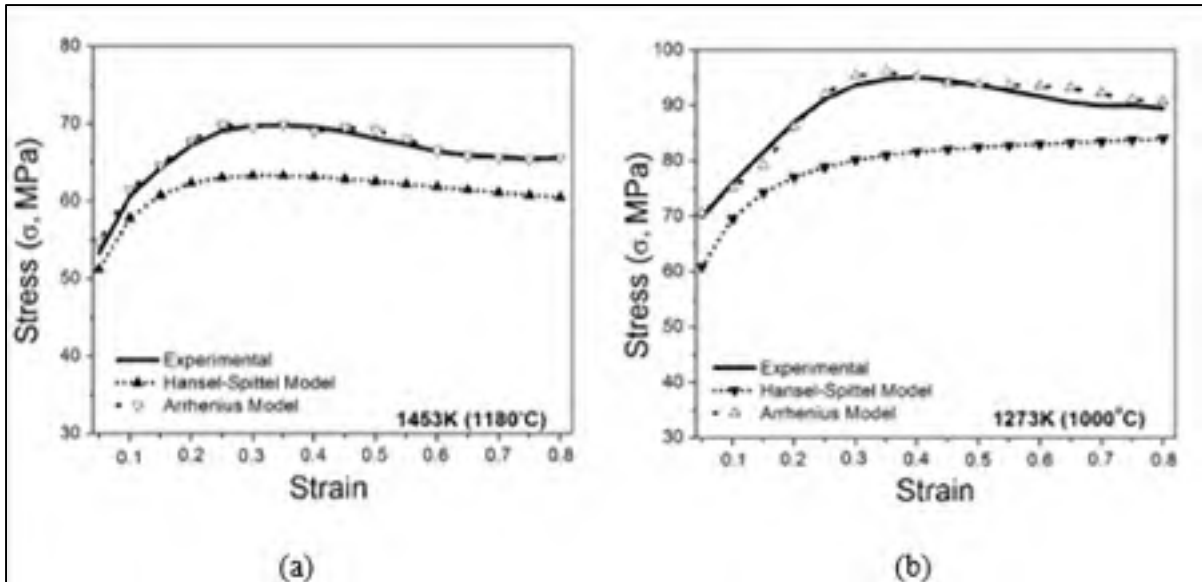 80
70
60
50
40
30
Stress (σ, MPa)
Experimental
Hansel-Spittel Model
Arrhenius Model
1453K (1180°C)
0.1 0.2 0.3 0.4 0.5 0.6 0.7 0.8
Strain
(a)
100
90
80
70
60
50
40
30
Stress (σ, MPa)
Experimental
Hansel-Spittel Model
Arrhenius Model
1273K (1000°C)
0.1 0.2 0.3 0.4 0.5 0.6 0.7 0.8
Strain
(b)